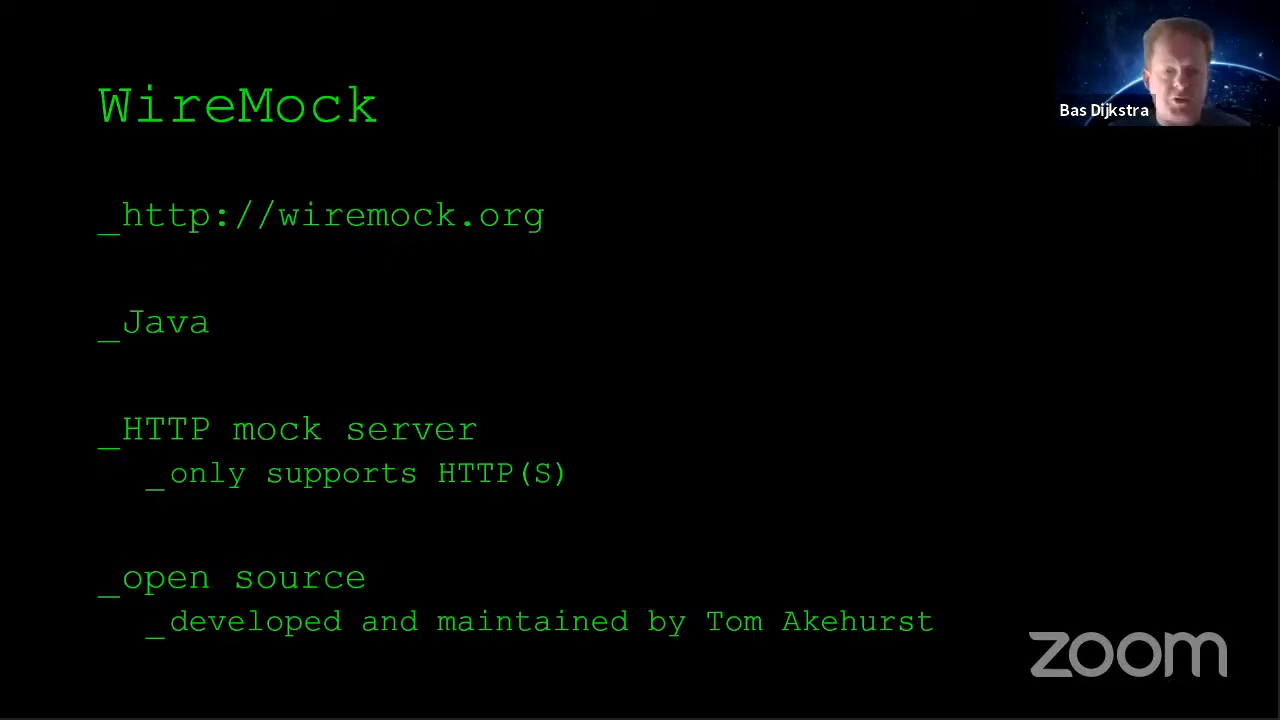 WireMock
_http://wiremock.org
_Java
_HTTP mock server
_only supports HTTP(S)
_open source
_developed and maintained by Tom Akehurst
Bas Dijkstra
zoom